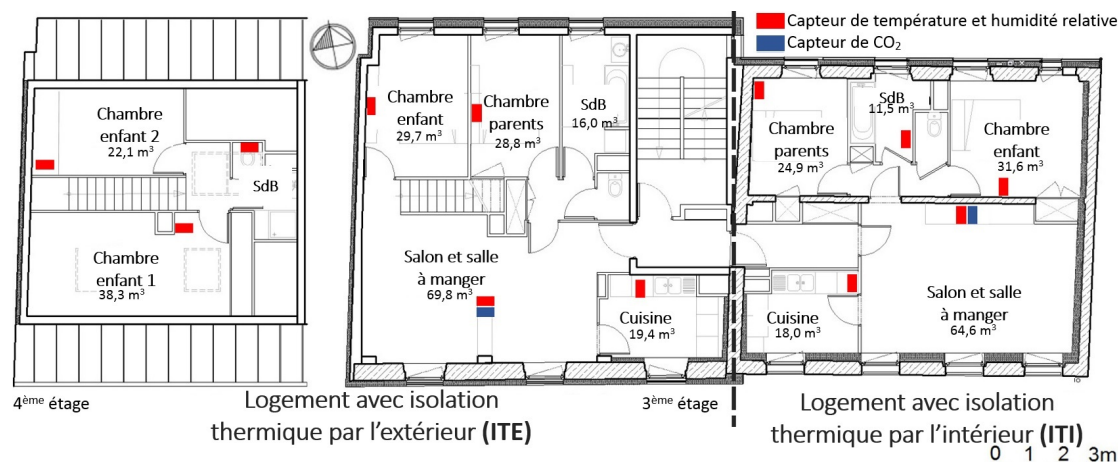 Capteur de température et humidité relative
Capteur de CO₂
Chambre
enfant 2
22,1 m³
SdB
Chambre
enfant 1
38,3 m³
4ème étage
Chambre
enfant
29,7 m³
Chambre
parents
28,8 m³
SdB
16,0 m³
Salon et salle
à manger
69,8 m³
Cuisine
19,4 m³
Logement avec isolation
thermique par l'extérieur (ITE)
3ème étage
SdB
11,5 m³
Chambre
parents
24,9 m³
Chambre
enfant
31,6 m³
Cuisine
18,0 m³
Salon et salle
à manger
64,6 m³
Logement avec isolation
thermique par l'intérieur (ITI)
0 1 2 3m